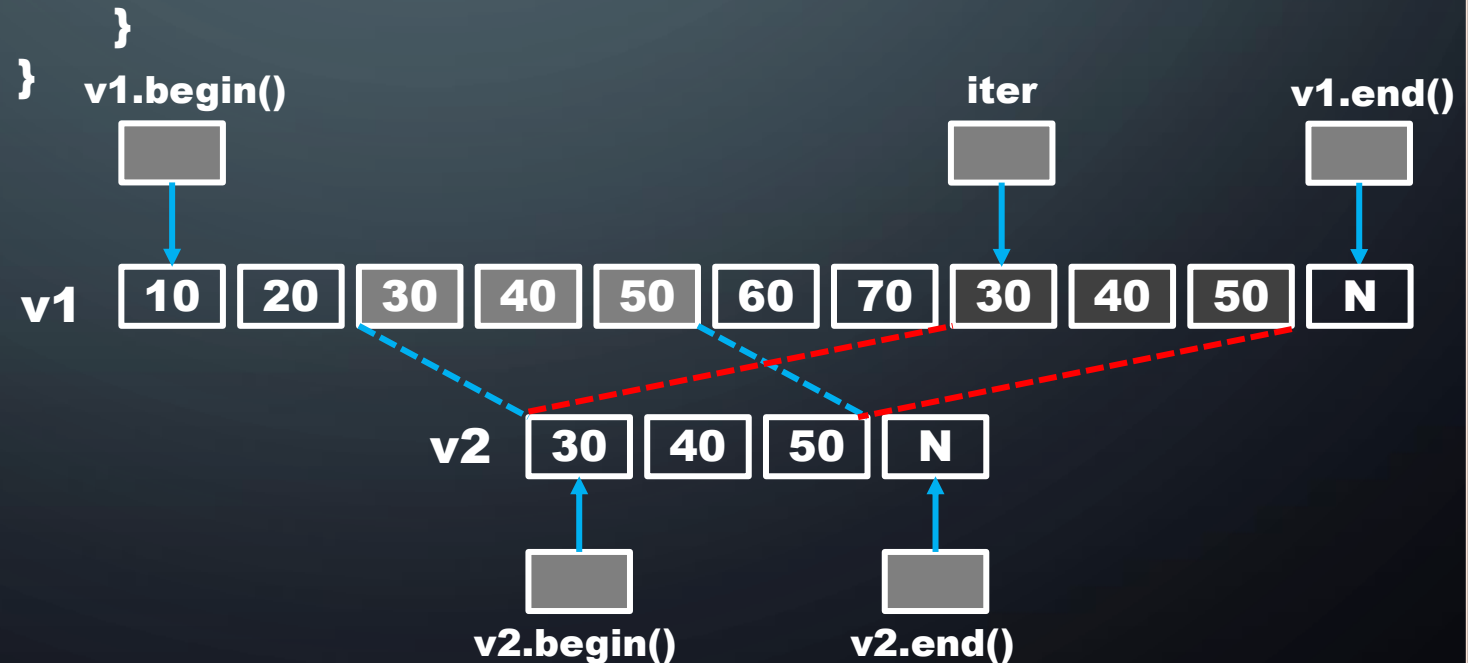 }
}
v1.begin() iter v1.end()
v1 10 20 30 40 50 60 70 30 40 50 N
v2 30 40 50 N
v2.begin() v2.end()